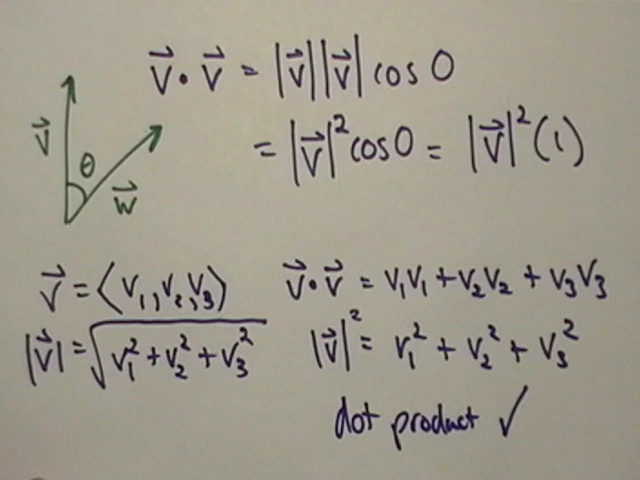 v⃗ · v⃗ = |v⃗||v⃗| cos 0
= |v⃗|² cos 0 = |v⃗|² (1)
v⃗
θ
w⃗
v⃗ = ⟨v₁, v₂, v₃⟩
|v⃗| = √(v₁² + v₂² + v₃²)
v⃗ · v⃗ = v₁v₁ + v₂v₂ + v₃v₃
|v⃗|² = v₁² + v₂² + v₃²
dot product ✓